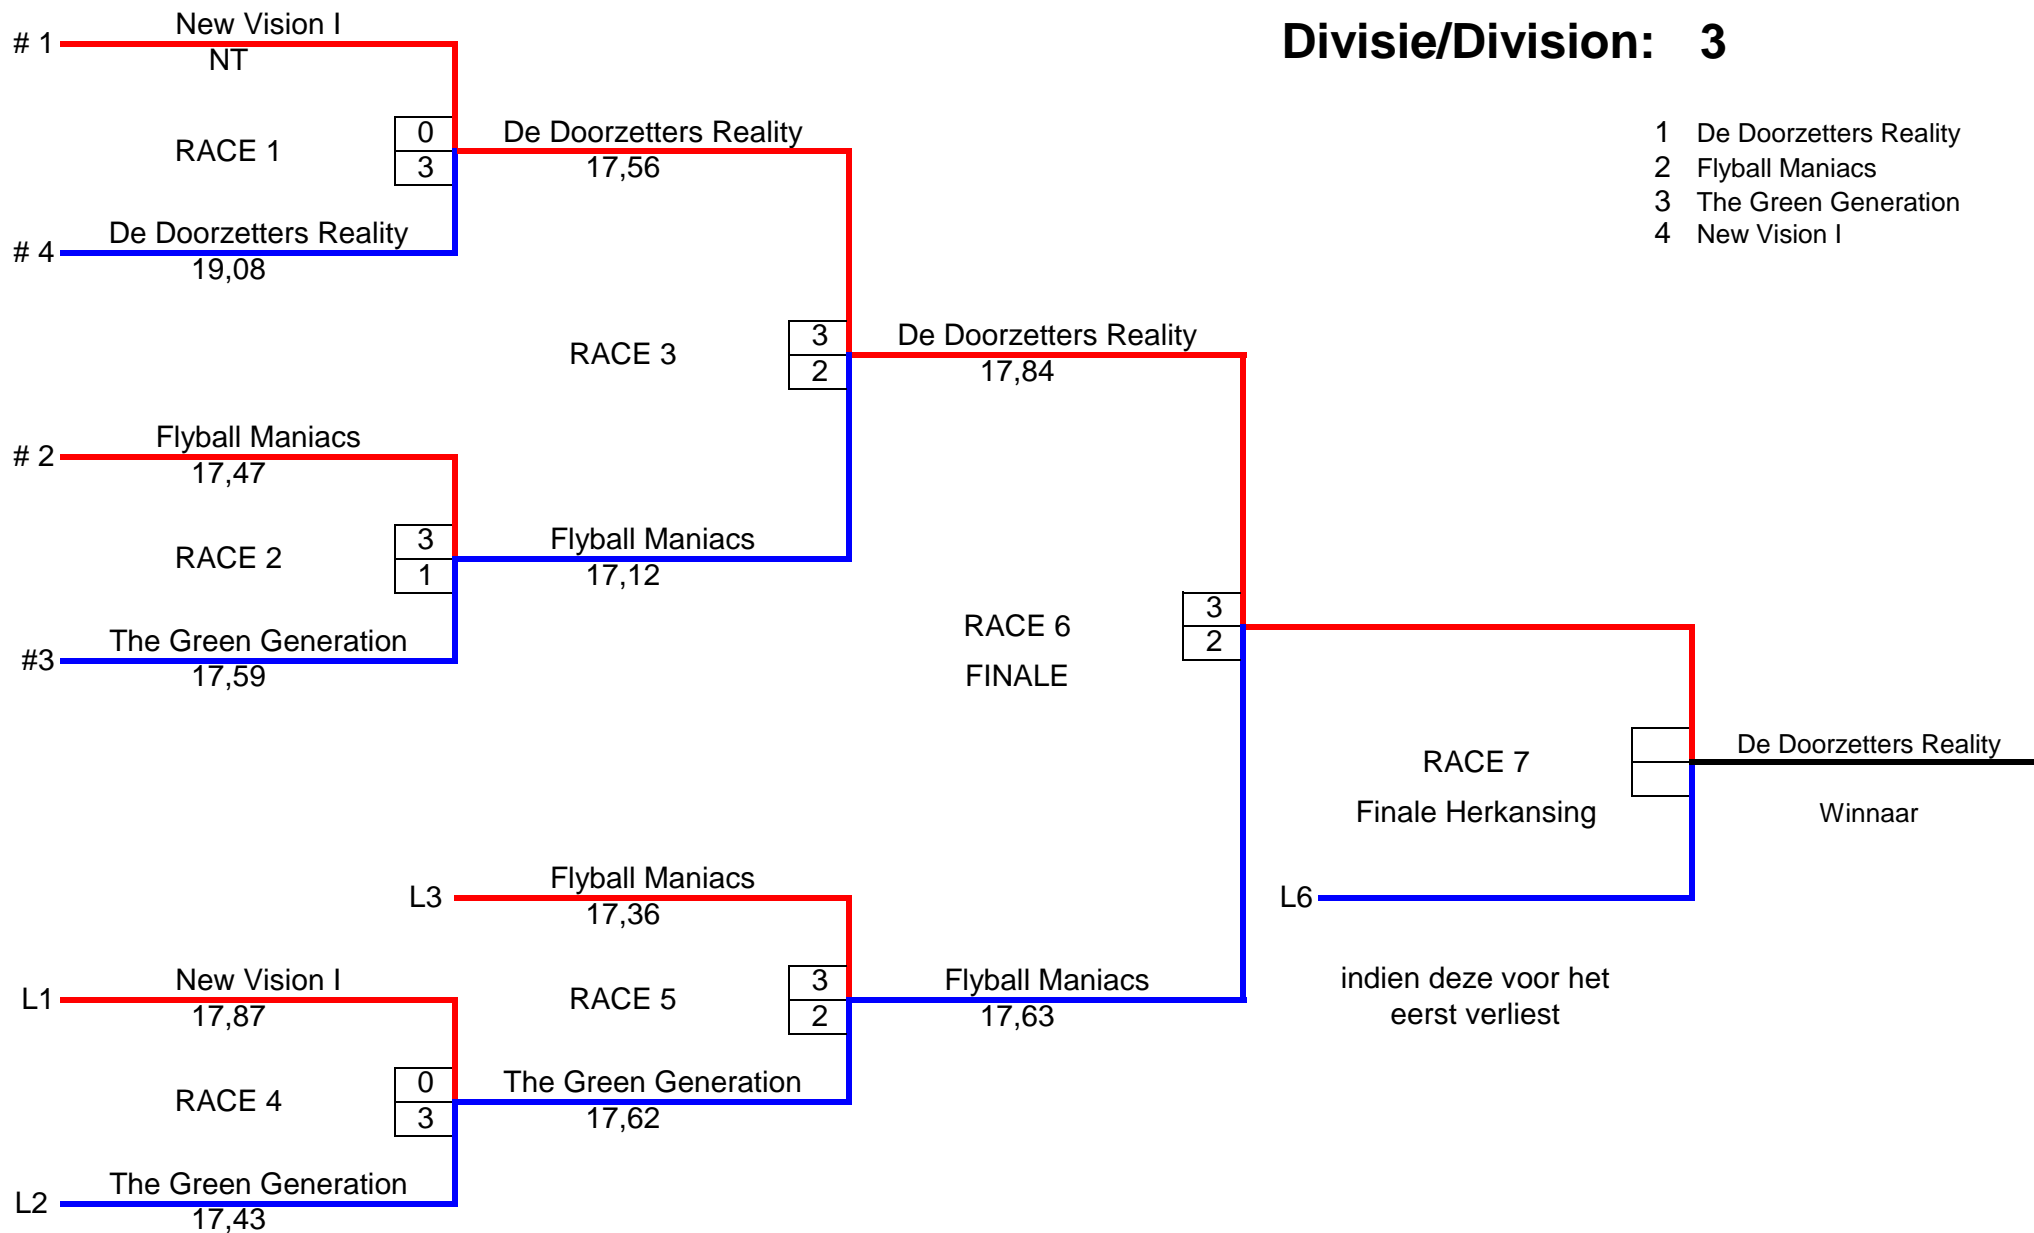 Divisie/Division: 3
1 De Doorzetters Reality
2 Flyball Maniacs
3 The Green Generation
4 New Vision I
# 1
New Vision I
NT
RACE 1
0
3
# 4
De Doorzetters Reality
19,08
De Doorzetters Reality
17,56
RACE 3
3
2
# 2
Flyball Maniacs
17,47
RACE 2
3
1
#3
The Green Generation
17,59
Flyball Maniacs
17,12
De Doorzetters Reality
17,84
RACE 6
FINALE
3
2
L3
Flyball Maniacs
17,36
RACE 5
3
2
L1
New Vision I
17,87
RACE 4
0
3
L2
The Green Generation
17,43
The Green Generation
17,62
Flyball Maniacs
17,63
RACE 7
Finale Herkansing
L6
indien deze voor het
eerst verliest
De Doorzetters Reality
Winnaar